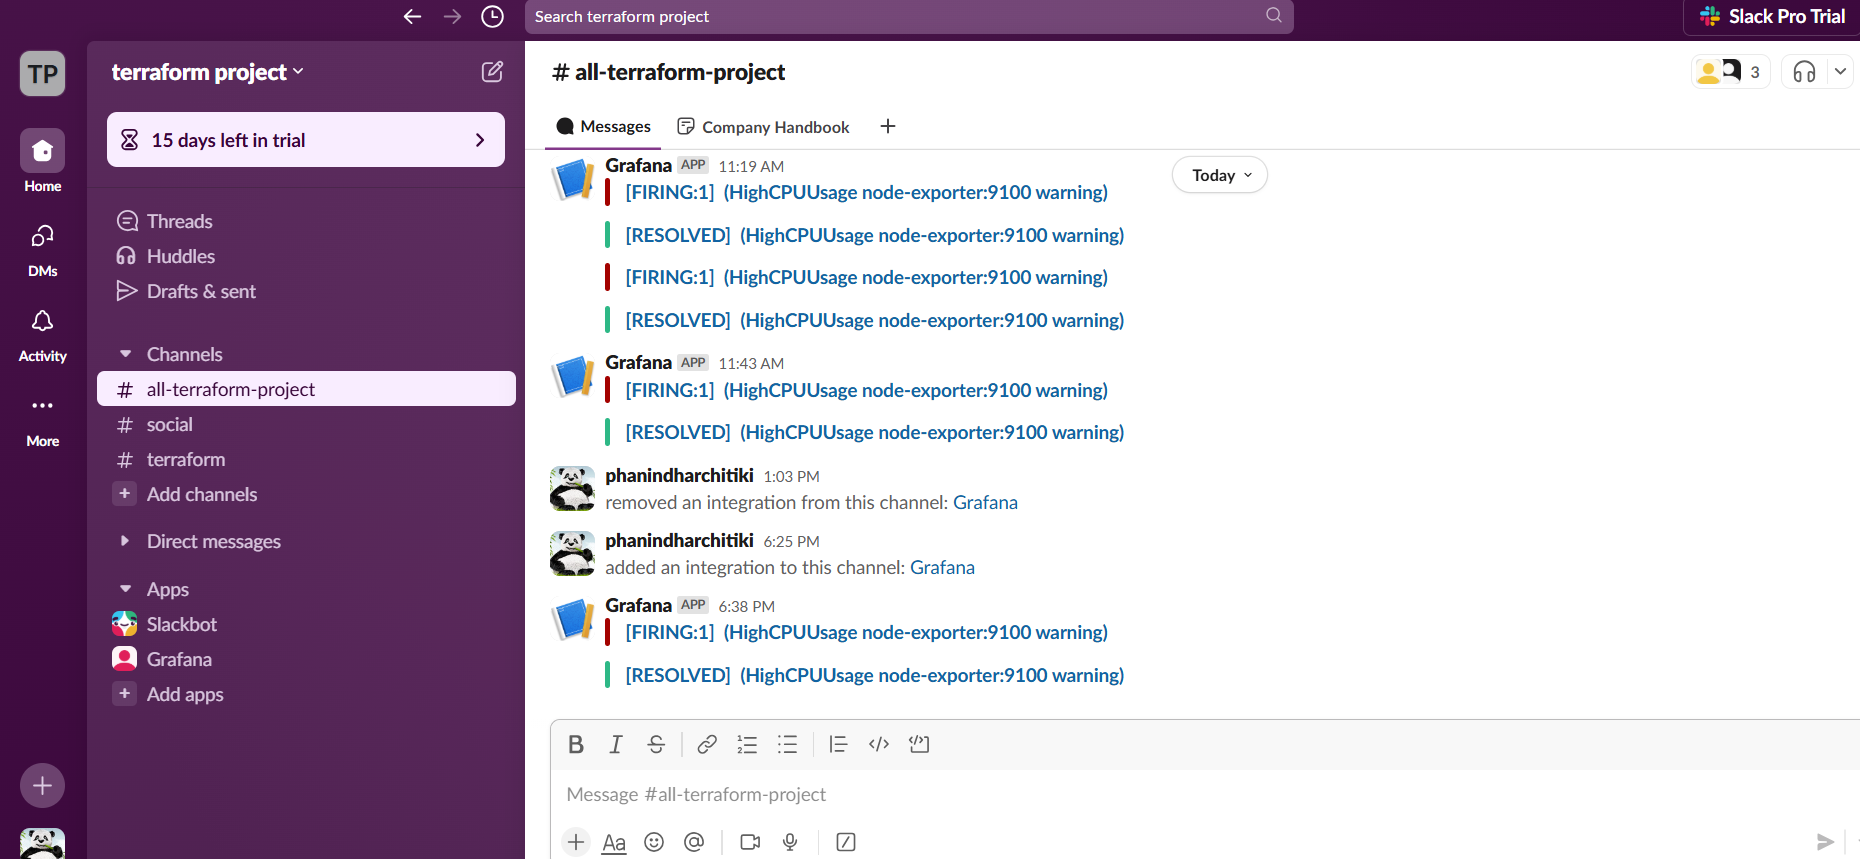 Search terraform project
Slack Pro Trial
TP
Home
DMs
Activity
More
terraform project
15 days left in trial
Threads
Huddles
Drafts & sent
Channels
# all-terraform-project
# social
# terraform
+ Add channels
Direct messages
Apps
Slackbot
Grafana
+ Add apps
# all-terraform-project
3
Messages
Company Handbook
Today
Grafana APP 11:19 AM
[FIRING:1] (HighCPUUsage node-exporter:9100 warning)
[RESOLVED] (HighCPUUsage node-exporter:9100 warning)
[FIRING:1] (HighCPUUsage node-exporter:9100 warning)
[RESOLVED] (HighCPUUsage node-exporter:9100 warning)
Grafana APP 11:43 AM
[FIRING:1] (HighCPUUsage node-exporter:9100 warning)
[RESOLVED] (HighCPUUsage node-exporter:9100 warning)
phanindharchitiki 1:03 PM
removed an integration from this channel: Grafana
phanindharchitiki 6:25 PM
added an integration to this channel: Grafana
Grafana APP 6:38 PM
[FIRING:1] (HighCPUUsage node-exporter:9100 warning)
[RESOLVED] (HighCPUUsage node-exporter:9100 warning)
B I S
Message #all-terraform-project
Aa @